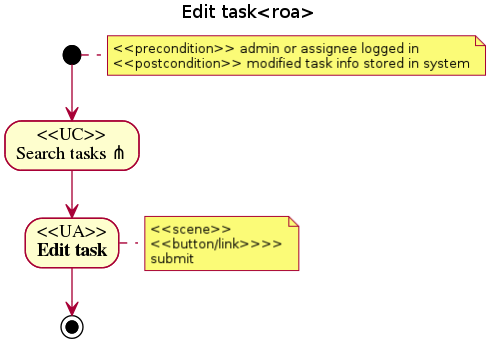 Edit task<roa>
<<precondition>> admin or assignee logged in
<<postcondition>> modified task info stored in system
<<UC>>
Search tasks ⋔
<<UA>>
Edit task
<<scene>>
<<button/link>>>>
submit